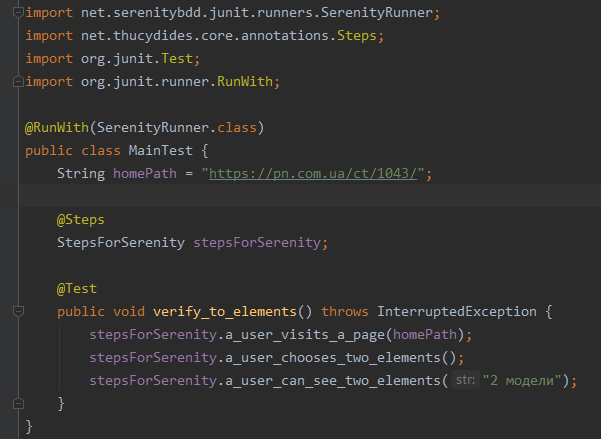 import net.serenitybdd.junit.runners.SerenityRunner;
import net.thucydides.core.annotations.Steps;
import org.junit.Test;
import org.junit.runner.RunWith;

@RunWith(SerenityRunner.class)
public class MainTest {
    String homePath = "https://pn.com.ua/ct/1043/";

    @Steps
    StepsForSerenity stepsForSerenity;

    @Test
    public void verify_to_elements() throws InterruptedException {
        stepsForSerenity.a_user_visits_a_page(homePath);
        stepsForSerenity.a_user_chooses_two_elements();
        stepsForSerenity.a_user_can_see_two_elements( str: "2 модели");
    }
}